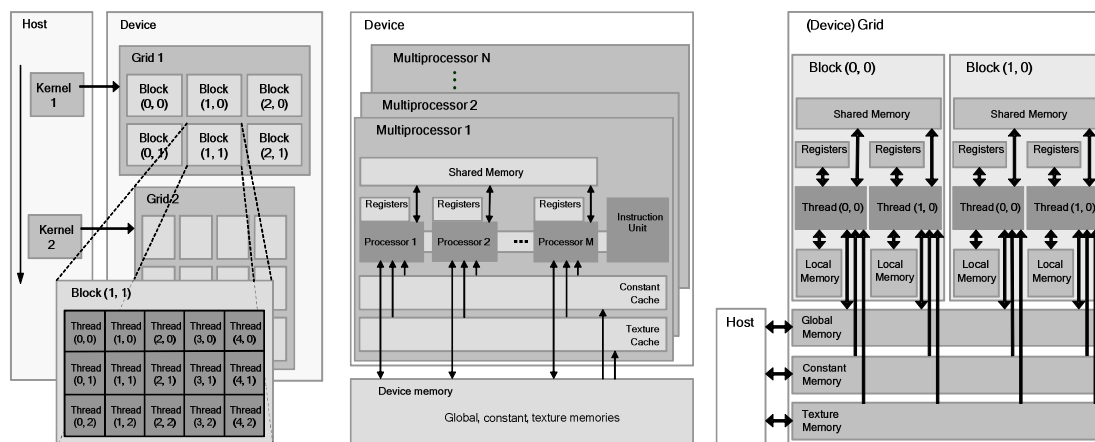 Host
Device
Grid 1
Kernel
1
Block
(0, 0)
Block
(1, 0)
Block
(2, 0)
Block
(0, 1)
Block
(1, 1)
Block
(2, 1)
Grid 2
Kernel
2
Block (1, 1)
Thread
(0, 0)
Thread
(1, 0)
Thread
(2, 0)
Thread
(3, 0)
Thread
(4, 0)
Thread
(0, 1)
Thread
(1, 1)
Thread
(2, 1)
Thread
(3, 1)
Thread
(4, 1)
Thread
(0, 2)
Thread
(1, 2)
Thread
(2, 2)
Thread
(3, 2)
Thread
(4, 2)
Device
Multiprocessor N
Multiprocessor 2
Multiprocessor 1
Shared Memory
Registers
Registers
Registers
Instruction
Unit
Processor 1
Processor 2
Processor M
Constant
Cache
Texture
Cache
Device memory
Global, constant, texture memories
(Device) Grid
Block (0, 0)
Shared Memory
Registers
Registers
Thread (0, 0)
Thread (1, 0)
Local
Memory
Local
Memory
Block (1, 0)
Shared Memory
Registers
Registers
Thread (0, 0)
Thread (1, 0)
Local
Memory
Local
Memory
Host
Global
Memory
Constant
Memory
Texture
Memory